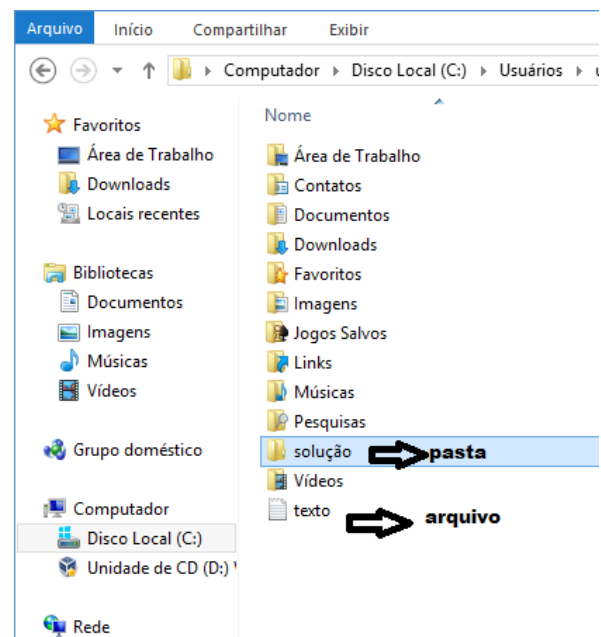 Arquivo Início Compartilhar Exibir
Computador Disco Local (C:) Usuários
Favoritos
Área de Trabalho
Downloads
Locais recentes
Bibliotecas
Documentos
Imagens
Músicas
Vídeos
Grupo doméstico
Computador
Disco Local (C:)
Unidade de CD (D:)
Rede
Nome
Área de Trabalho
Contatos
Documentos
Downloads
Favoritos
Imagens
Jogos Salvos
Links
Músicas
Pesquisas
solução pasta
Vídeos
texto arquivo